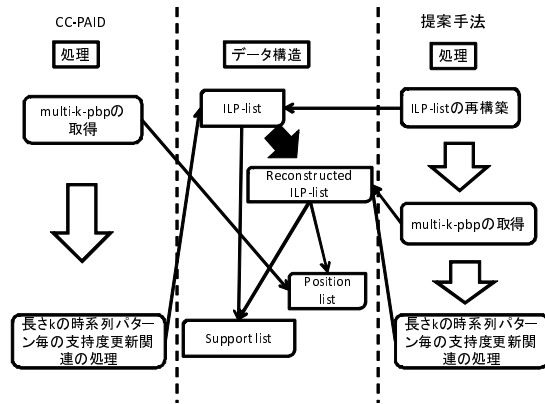 CC-PAID
提案手法
処理
データ構造
処理
multi-k-pbpの
取得
ILP-list
ILP-listの再構築
Reconstructed
ILP-list
multi-k-pbpの取得
Position
list
長さkの時系列パター
ン毎の支持度更新関
連の処理
Support list
長さkの時系列パター
ン毎の支持度更新関
連の処理